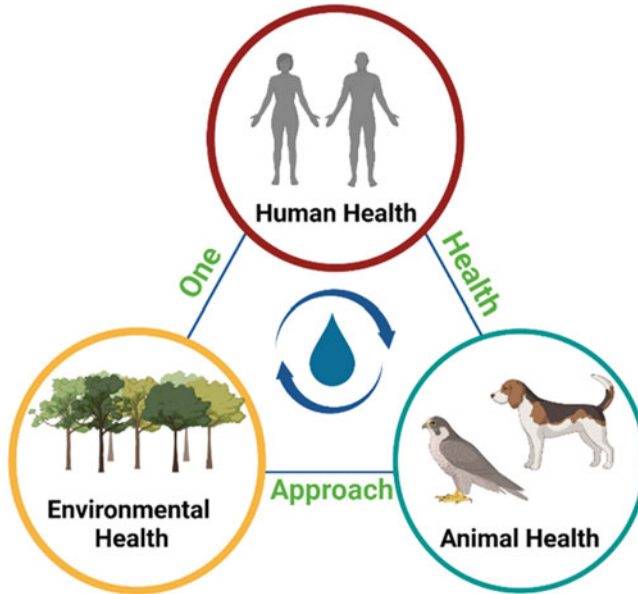 Human Health
One
Health
Environmental
Health
Approach
Animal Health